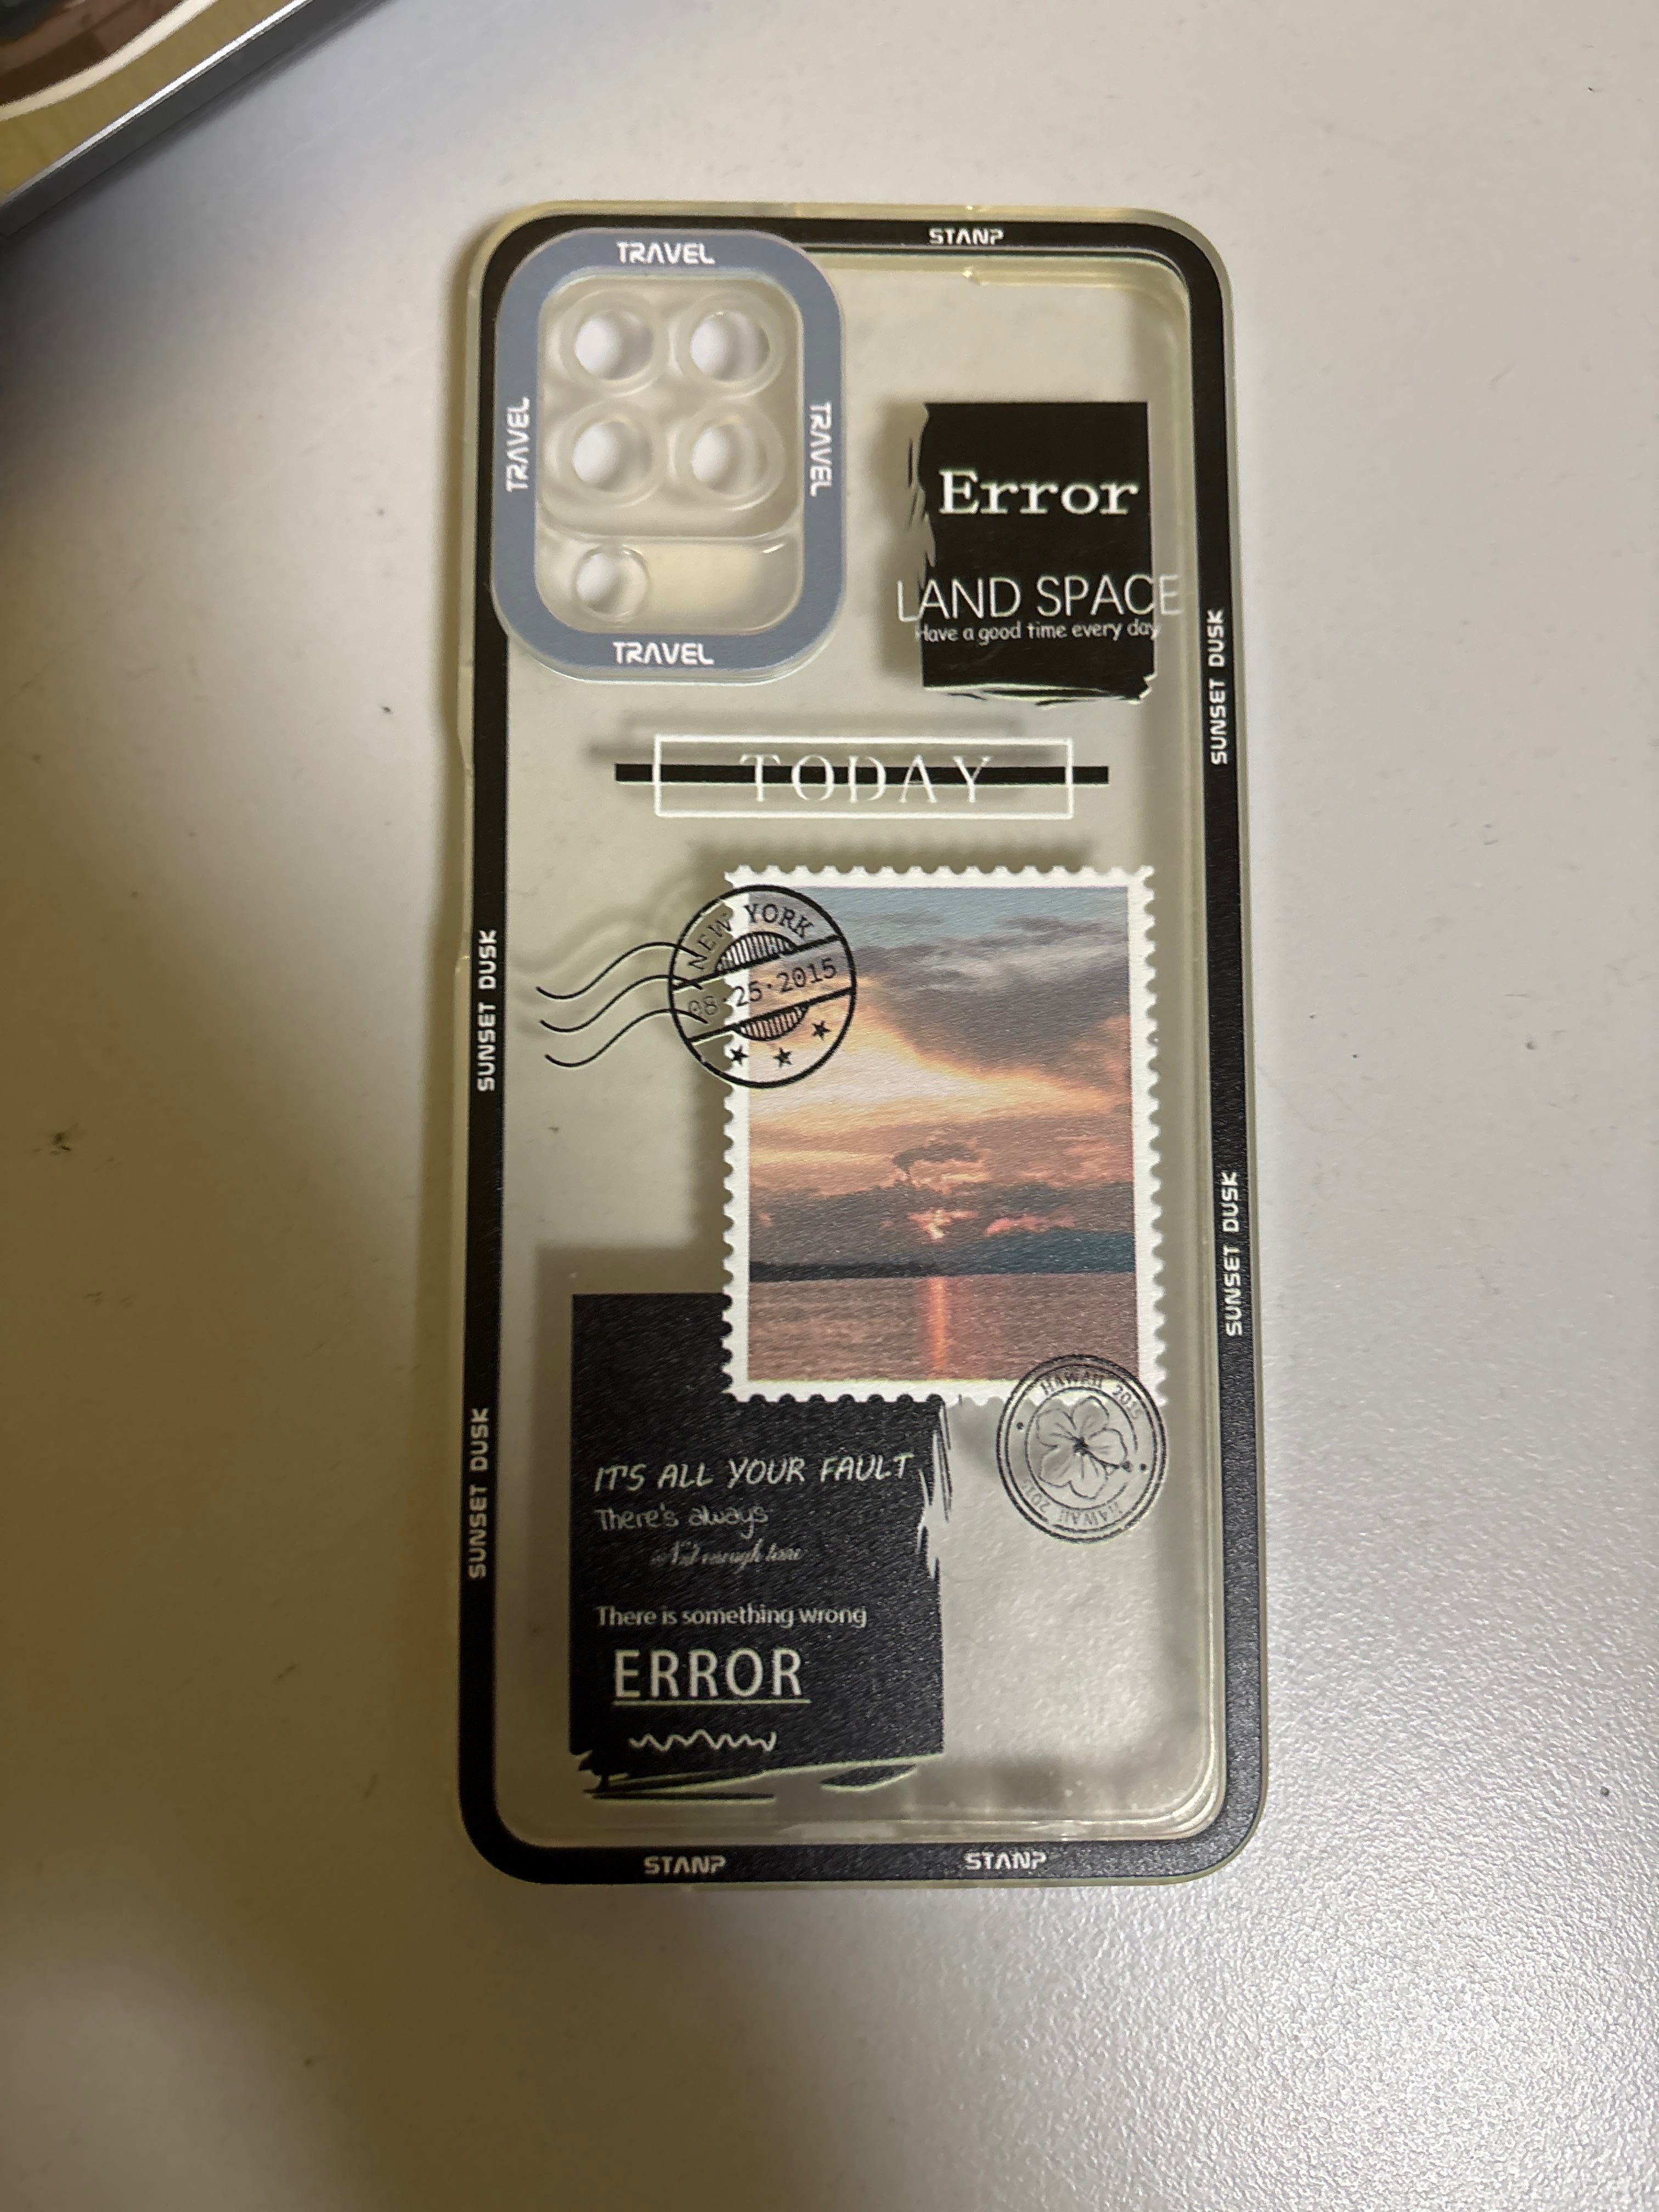 STANP
TRAVEL
TRAVEL
TRAVEL
TRAVEL
Error
LAND SPACE
Have a good time every day
SUNSET DUSK
TODAY
NEW YORK
08·25·2015
SUNSET DUSK
SUNSET DUSK
HAWAII 2015
HAWAII 2015
SUNSET DUSK
IT'S ALL YOUR FAULT
There's always
Not enough
There is something wrong
ERROR
STANP
STANP